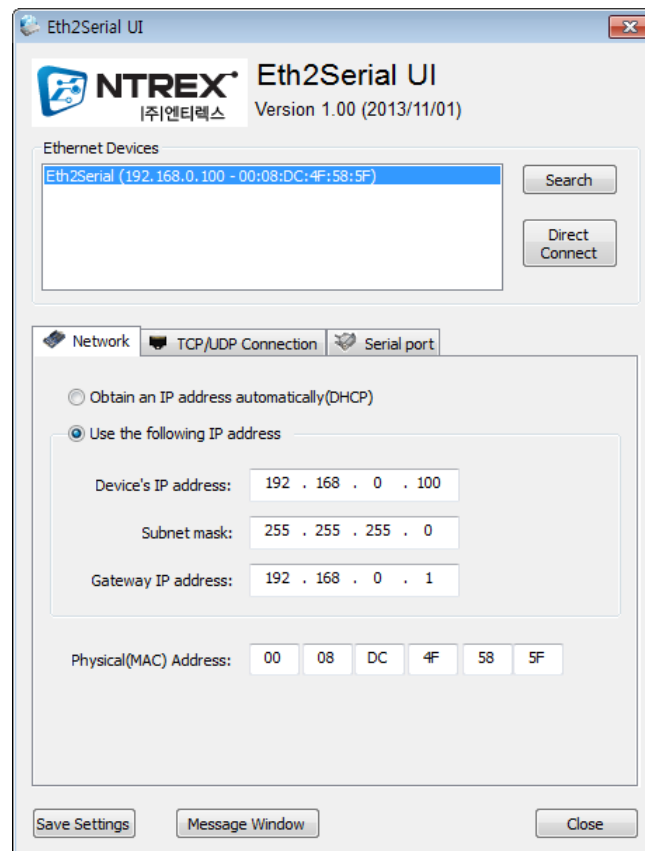 Eth2Serial UI
NTREX
|주|엔티렉스
Eth2Serial UI
Version 1.00 (2013/11/01)
Ethernet Devices
Eth2Serial (192.168.0.100 - 00:08:DC:4F:58:5F)
Search
Direct
Connect
Network
TCP/UDP Connection
Serial port
Obtain an IP address automatically(DHCP)
Use the following IP address
Device's IP address: 192 . 168 . 0 . 100
Subnet mask: 255 . 255 . 255 . 0
Gateway IP address: 192 . 168 . 0 . 1
Physical(MAC) Address: 00 08 DC 4F 58 5F
Save Settings
Message Window
Close